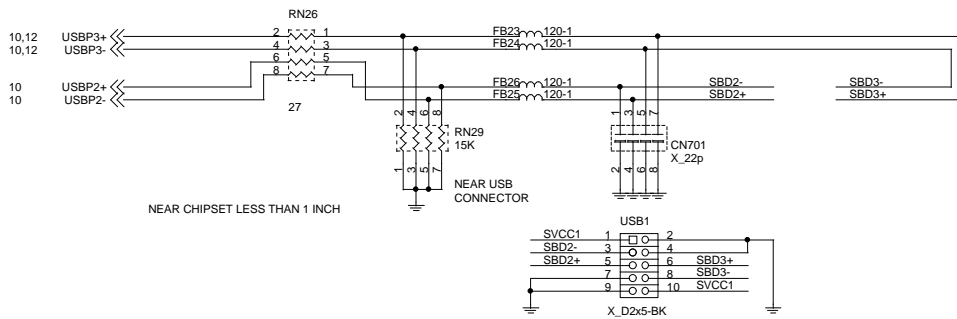 RN26
10,12 USBP3+ 2 1 FB23 120-1
10,12 USBP3- 4 3 FB24 120-1
6 5
10 USBP2+ 8 7 FB26 120-1 SBD2- SBD3-
10 USBP2- FB25 120-1 SBD2+ SBD3+
27
2 4 6 8 1 3 5 7
RN29
15K
CN701
X_22p
1 3 5 7 2 4 6 8
NEAR USB
CONNECTOR
NEAR CHIPSET LESS THAN 1 INCH
USB1
SVCC1 1 2
SBD2- 3 4
SBD2+ 5 6 SBD3+
7 8 SBD3-
9 10 SVCC1
X_D2x5-BK